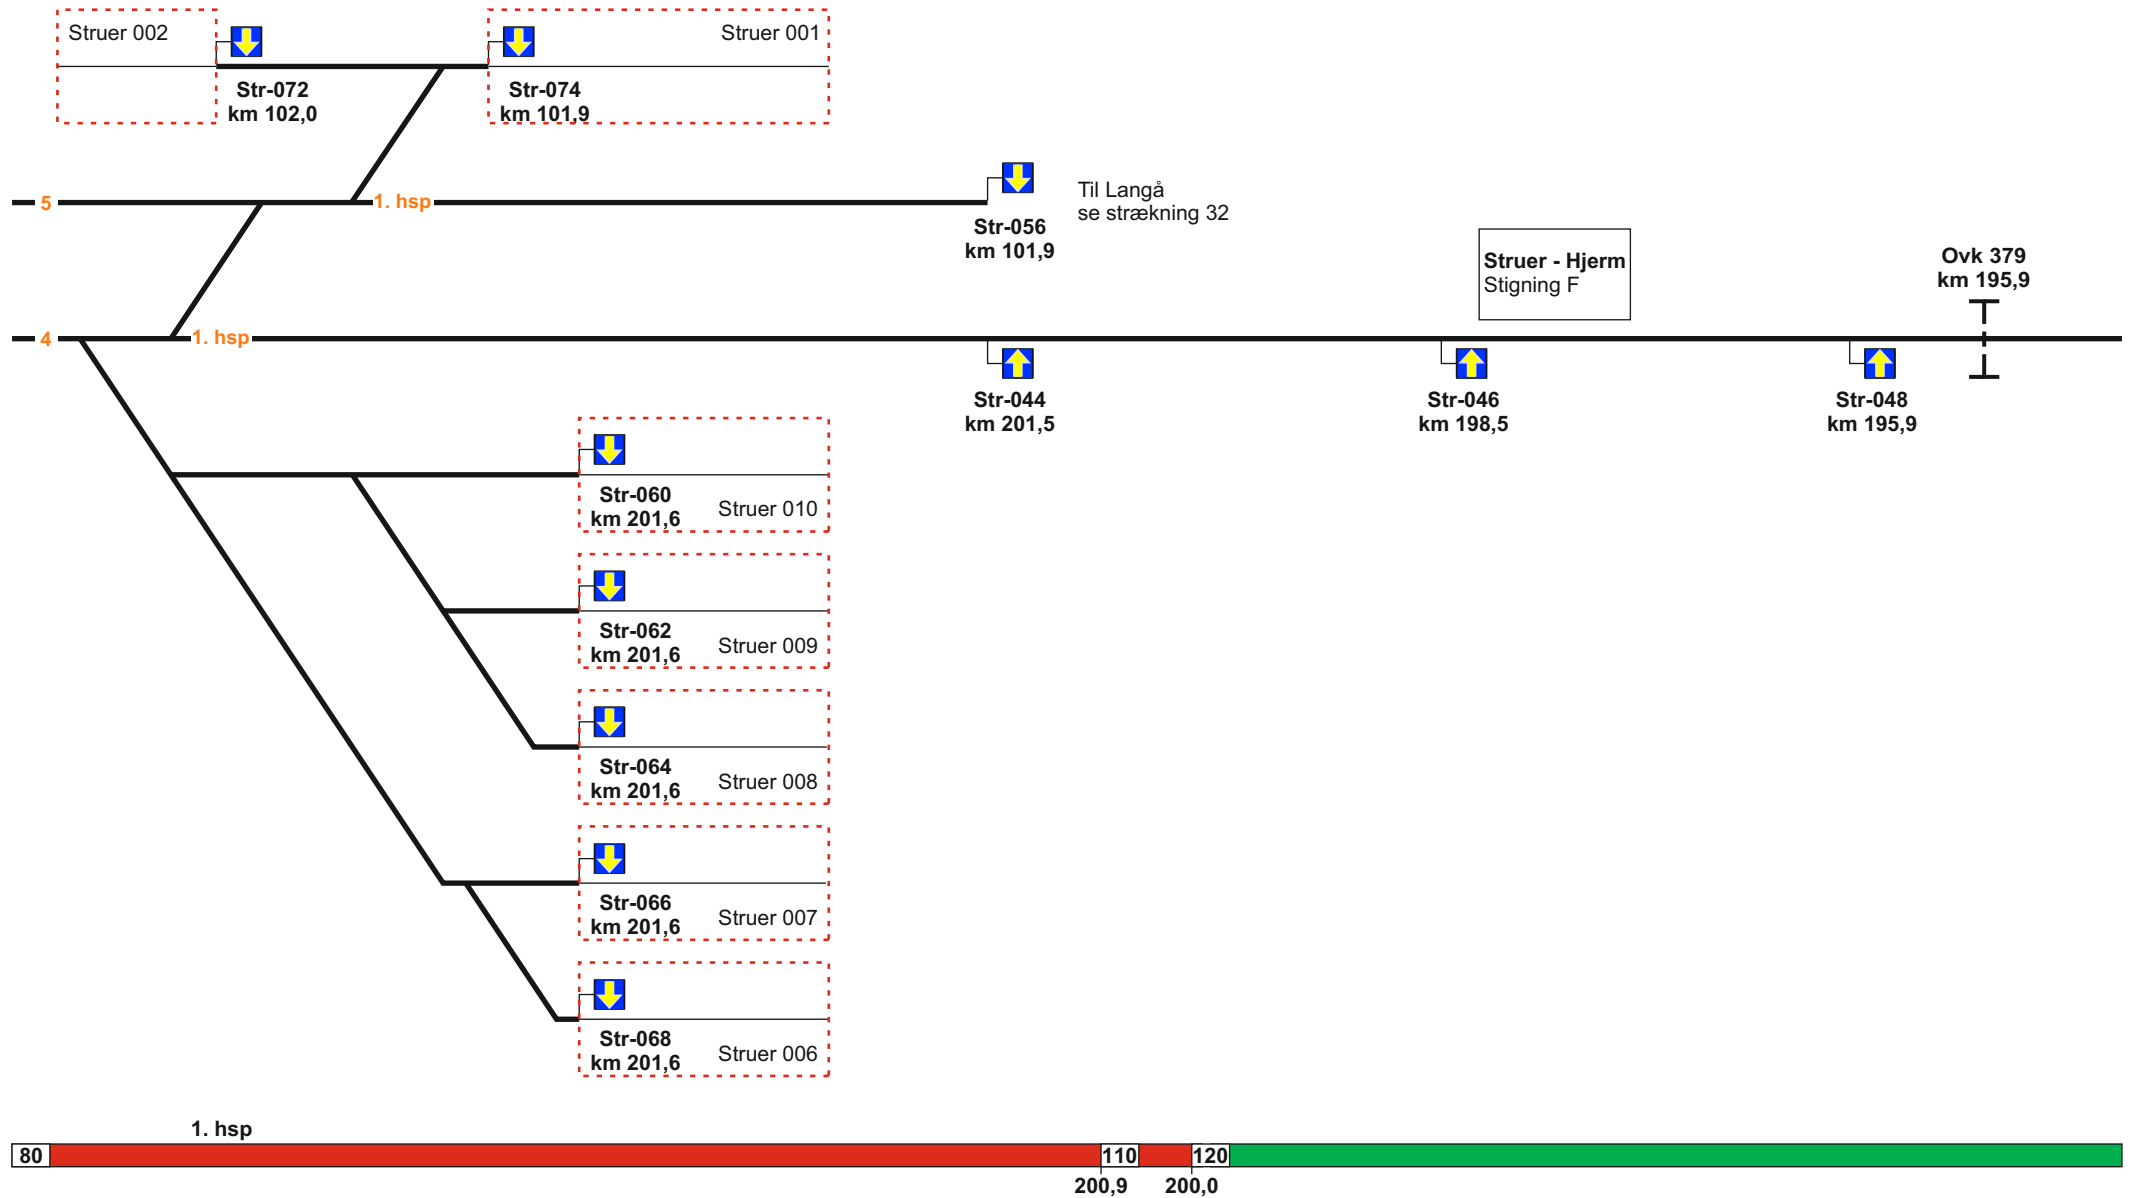 Struer 002
Struer 001
Str-072
km 102,0
Str-074
km 101,9
5
1. hsp
Til Langå
se strækning 32
Str-056
km 101,9
Struer - Hjerm
Stigning F
Ovk 379
km 195,9
4
1. hsp
Str-044
km 201,5
Str-046
km 198,5
Str-048
km 195,9
Str-060
km 201,6
Struer 010
Str-062
km 201,6
Struer 009
Str-064
km 201,6
Struer 008
Str-066
km 201,6
Struer 007
Str-068
km 201,6
Struer 006
1. hsp
80
110
120
200,9
200,0